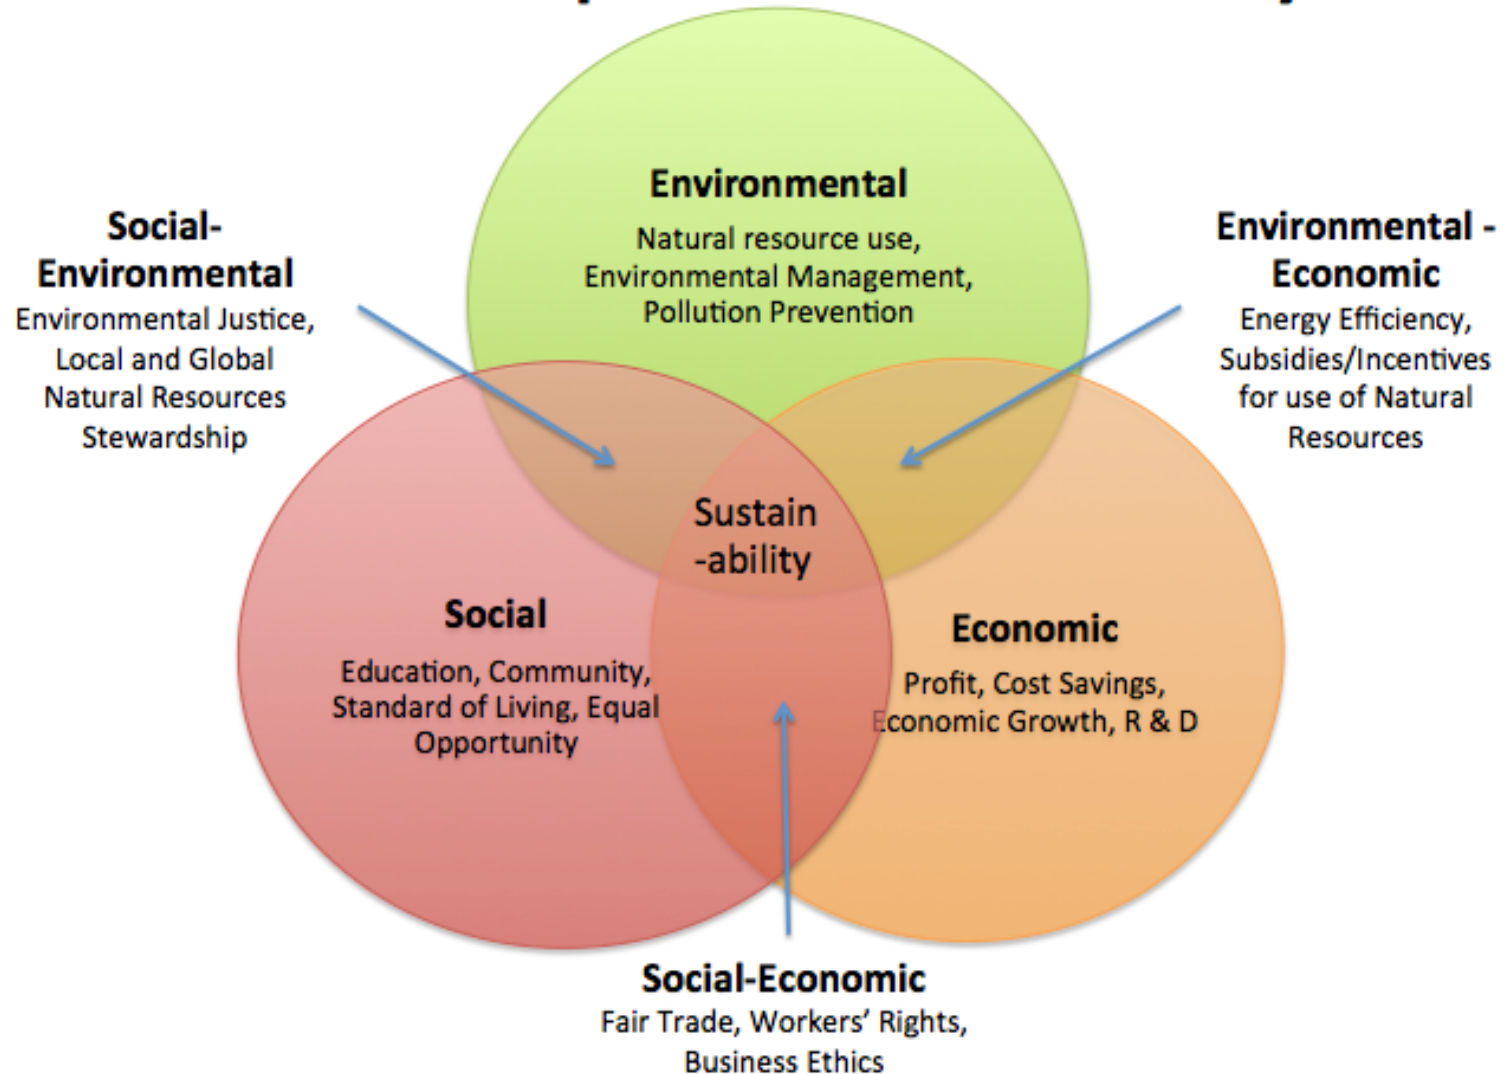 Environmental
Natural resource use,
Environmental Management,
Pollution Prevention
Social-
Environmental
Environmental Justice,
Local and Global
Natural Resources
Stewardship
Environmental -
Economic
Energy Efficiency,
Subsidies/Incentives
for use of Natural
Resources
Sustain
-ability
Social
Education, Community,
Standard of Living, Equal
Opportunity
Economic
Profit, Cost Savings,
Economic Growth, R & D
Social-Economic
Fair Trade, Workers’ Rights,
Business Ethics